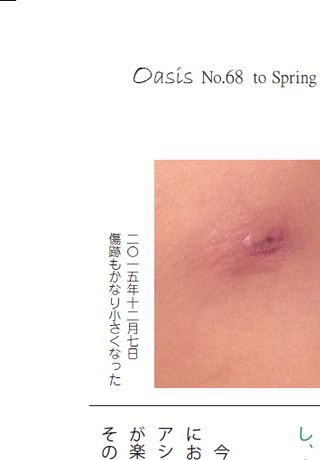 Oasis No.68 to Spring
二〇一五年十二月七日
傷跡もかなり小さくなった
し、
今
にお
アシ
が楽
その